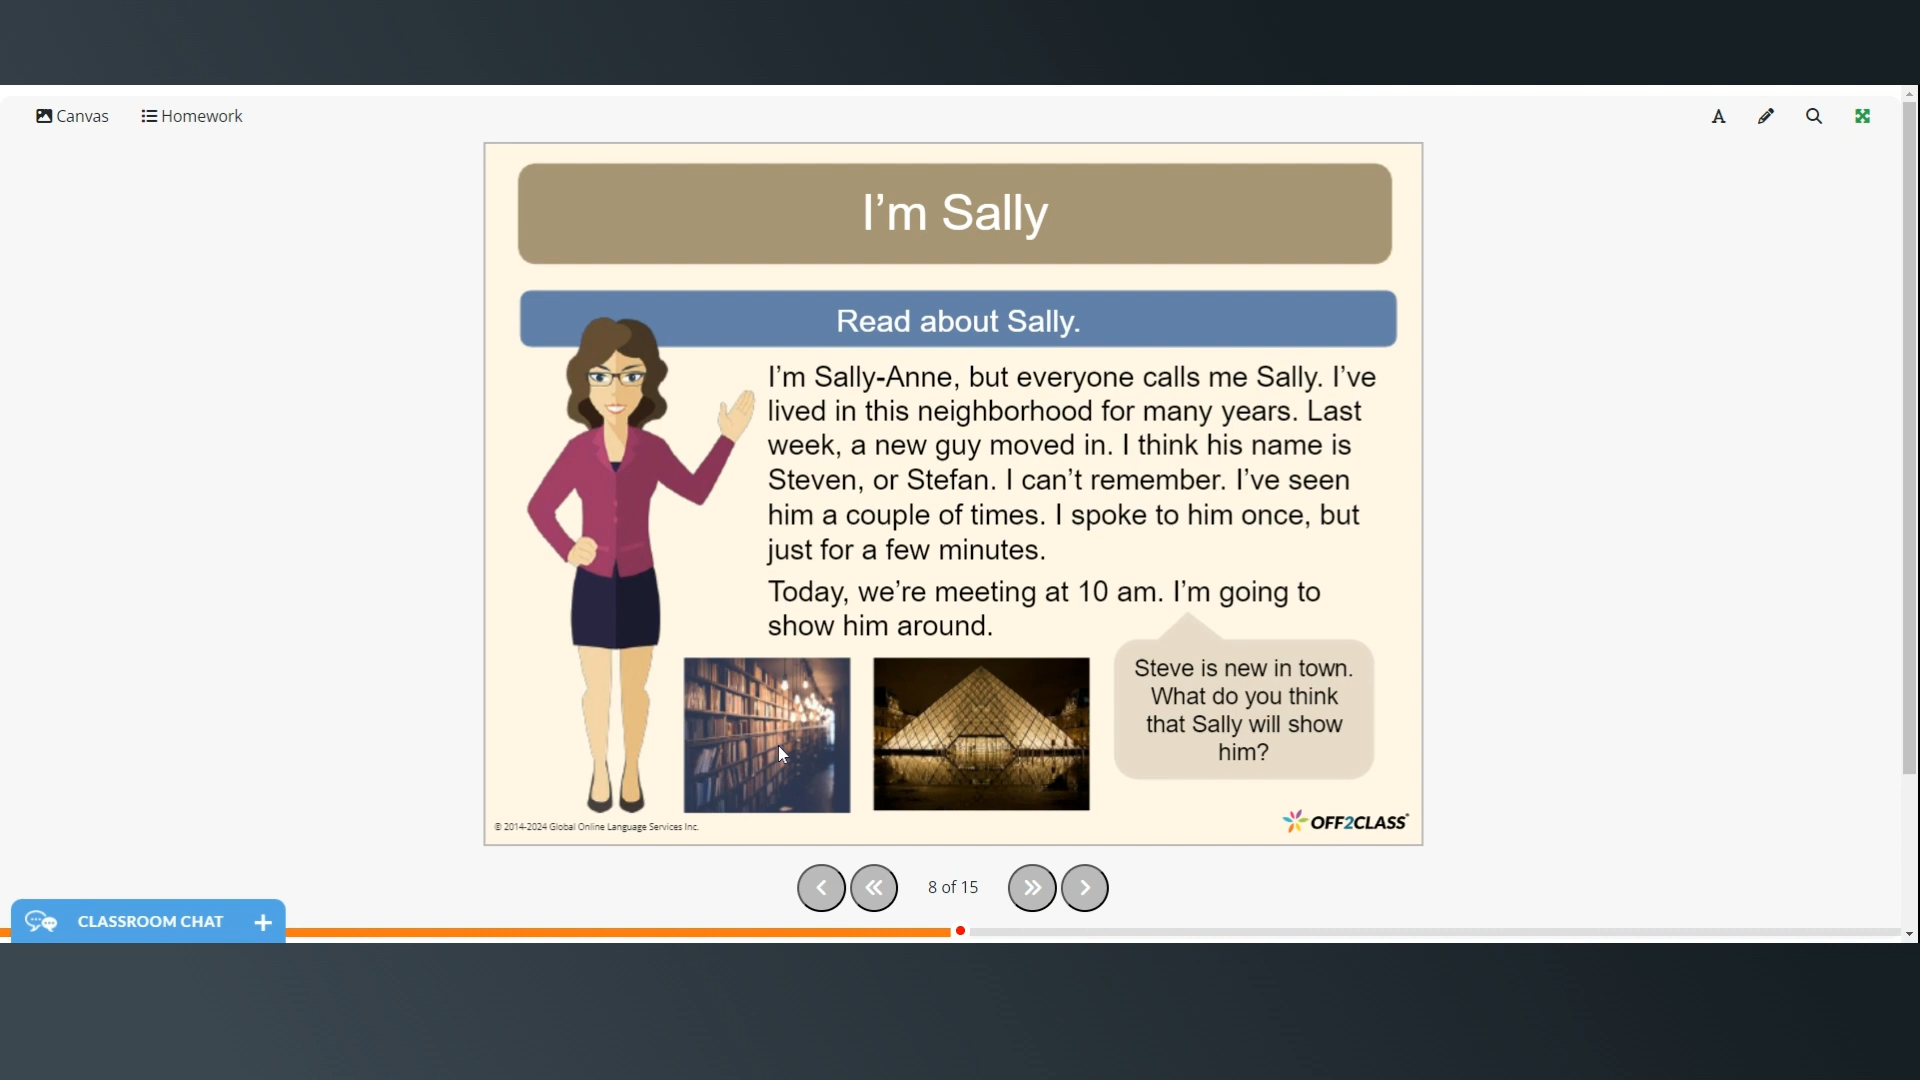 Canvas
Homework
A
I'm Sally
Read about Sally.
I'm Sally-Anne, but everyone calls me Sally. I've
lived in this neighborhood for many years. Last
week, a new guy moved in. I think his name is
Steven, or Stefan. I can't remember. I've seen
him a couple of times. I spoke to him once, but
just for a few minutes.
Today, we're meeting at 10 am. I'm going to
show him around.
Steve is new in town.
What do you think
that Sally will show
him?
© 2014-2024 Global Online Language Services Inc.
OFF2CLASS
8 of 15
CLASSROOM CHAT +